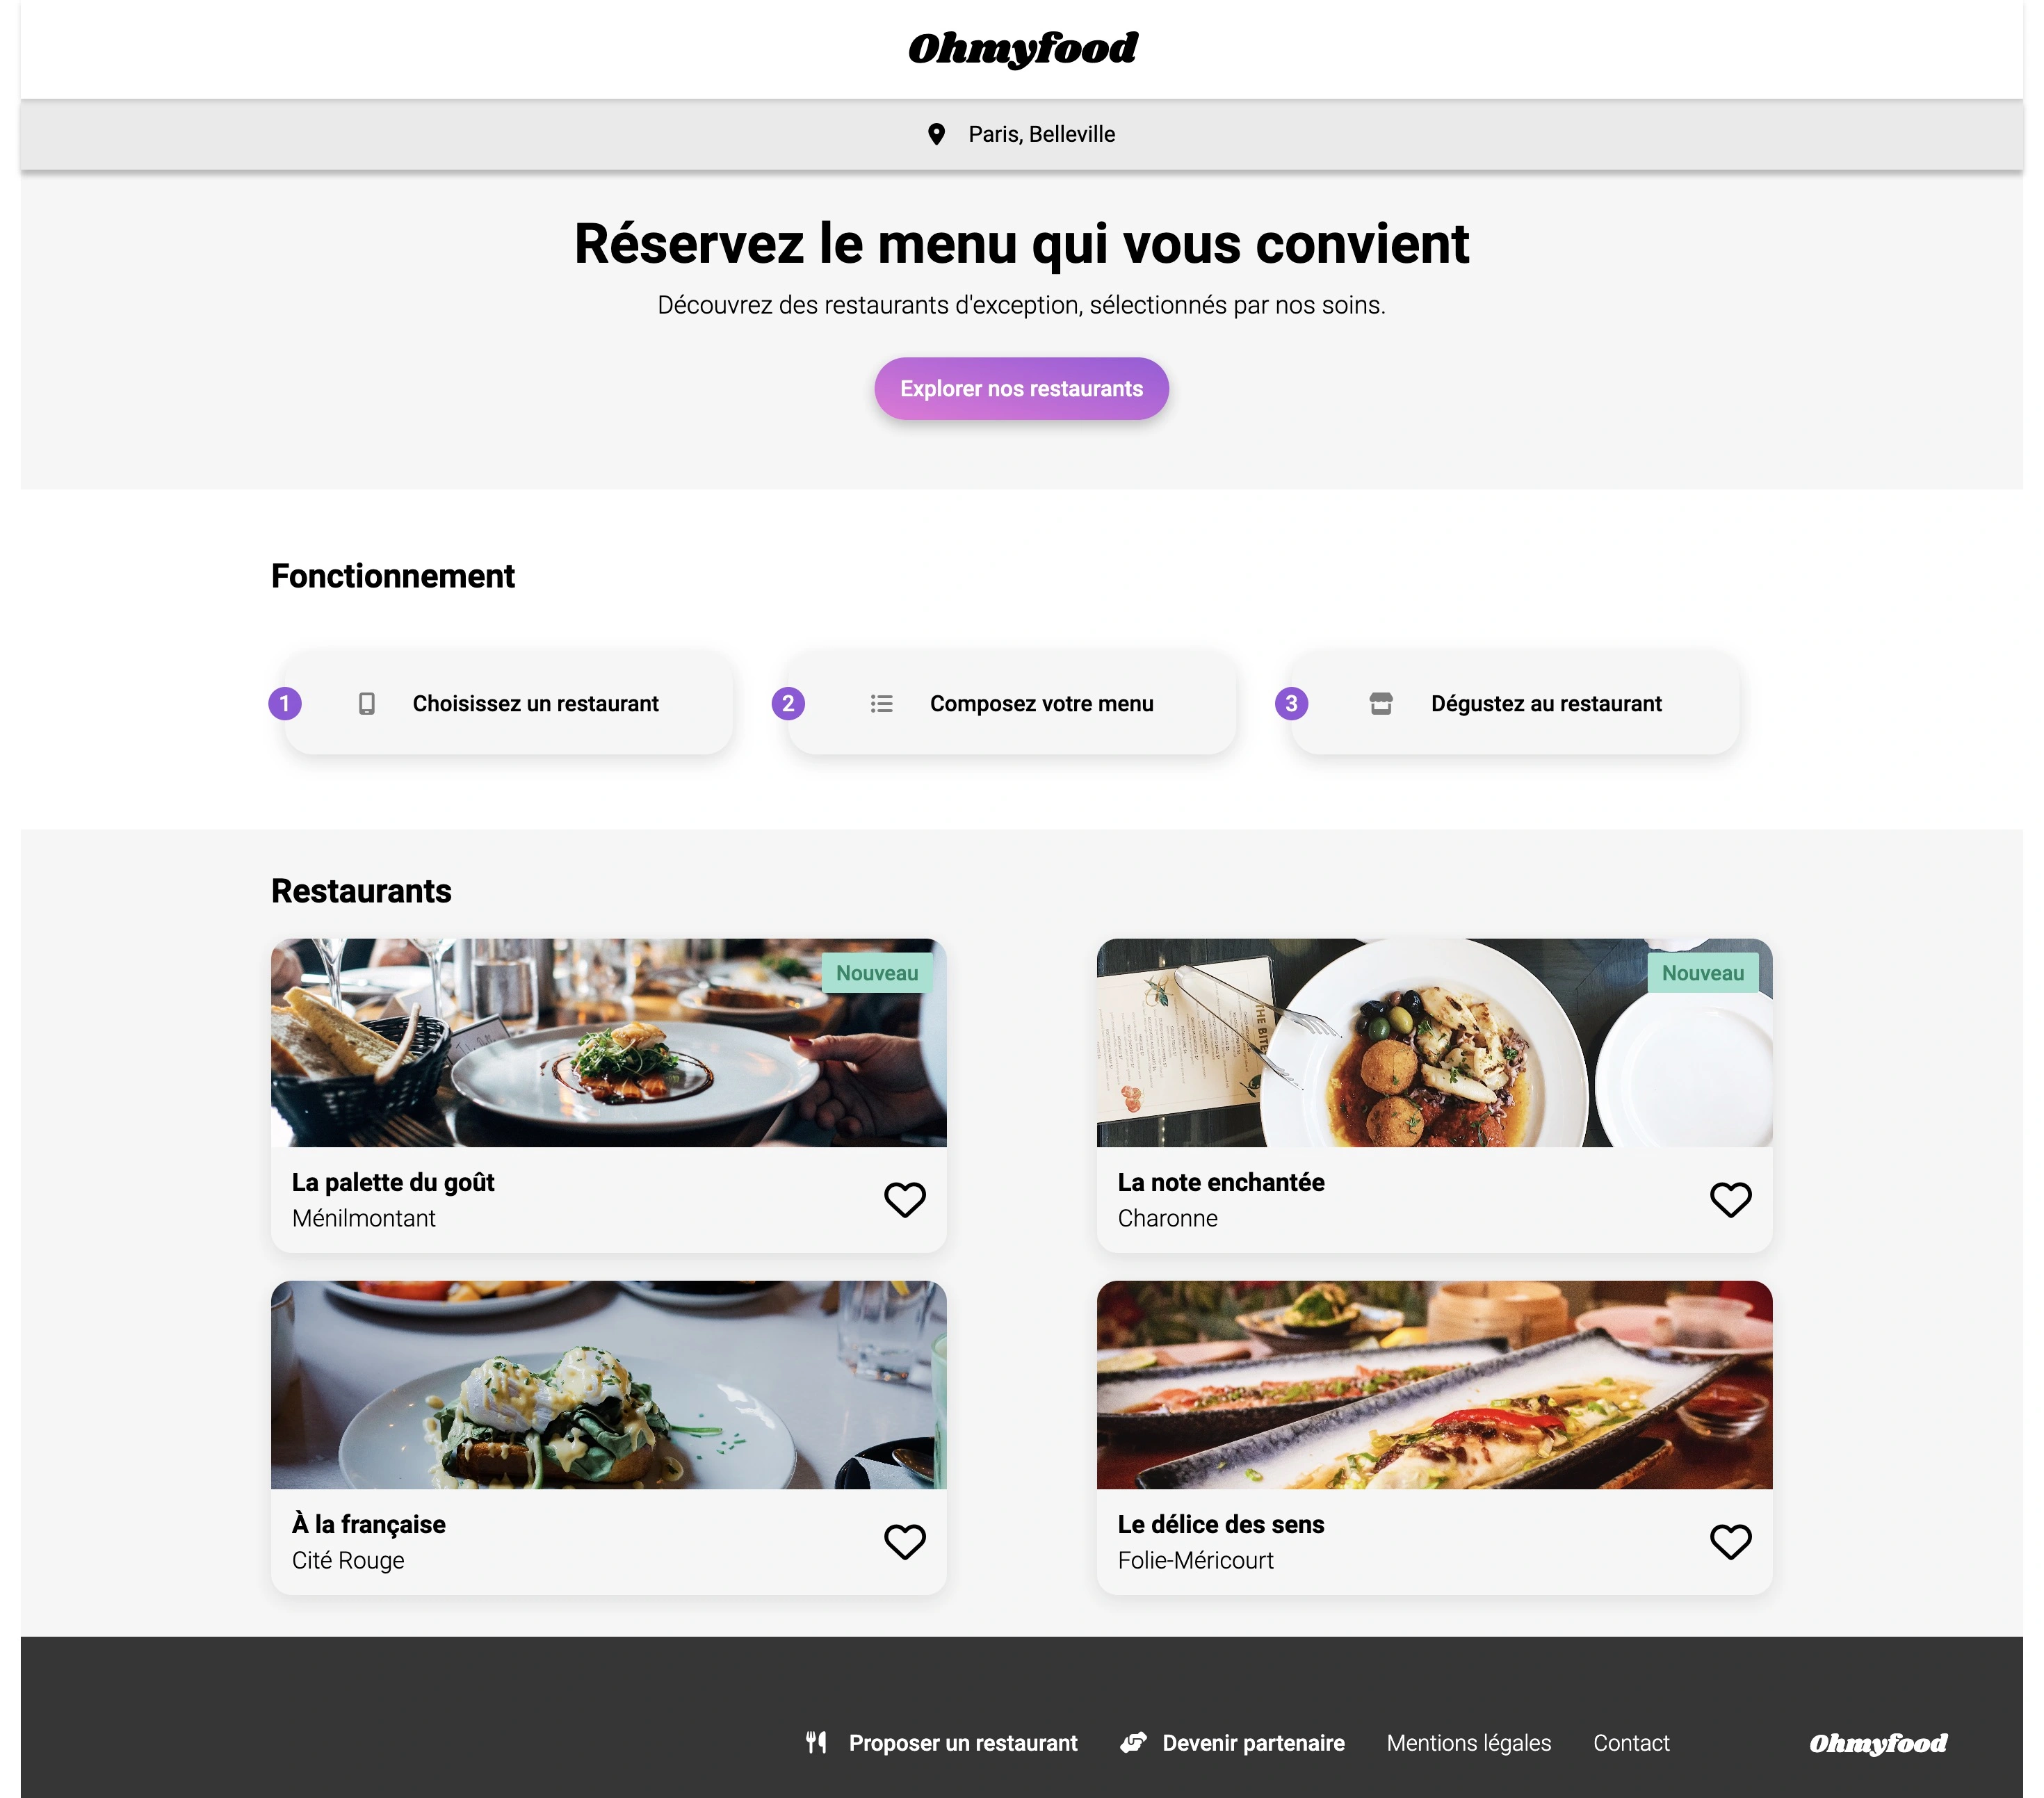 Ohmyfood
Paris, Belleville
Réservez le menu qui vous convient
Découvrez des restaurants d'exception, sélectionnés par nos soins.
Explorer nos restaurants
Fonctionnement
1 Choisissez un restaurant
2 Composez votre menu
3 Dégustez au restaurant
Restaurants
Nouveau
La palette du goût
Ménilmontant
Nouveau
THE BITE
La note enchantée
Charonne
À la française
Cité Rouge
Le délice des sens
Folie-Méricourt
Proposer un restaurant Devenir partenaire Mentions légales Contact Ohmyfood